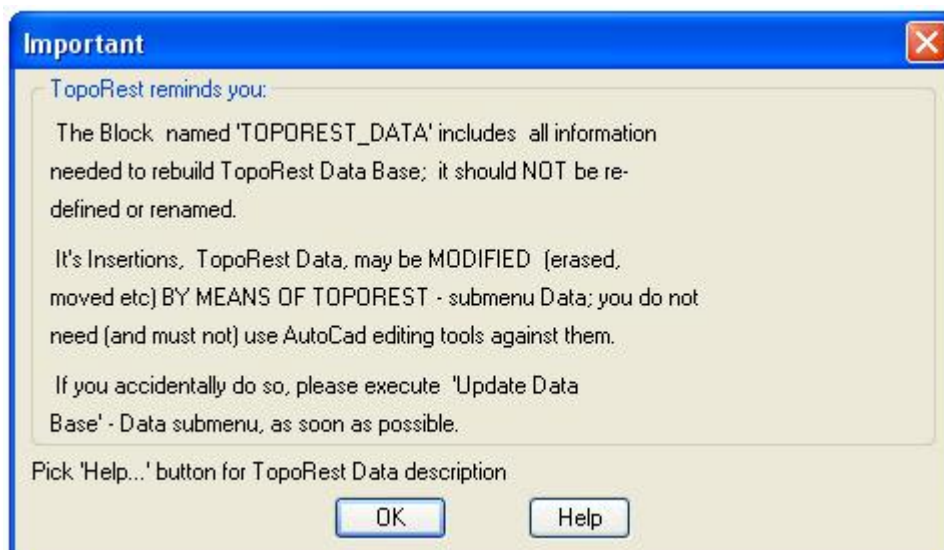 Important
TopoRest reminds you:
The Block named 'TOPOREST_DATA' includes all information
needed to rebuild TopoRest Data Base; it should NOT be re-
defined or renamed.
It's Insertions, TopoRest Data, may be MODIFIED (erased,
moved etc) BY MEANS OF TOPOREST - submenu Data; you do not
need (and must not) use AutoCad editing tools against them.
If you accidentally do so, please execute 'Update Data
Base' - Data submenu, as soon as possible.
Pick 'Help...' button for TopoRest Data description
OK Help